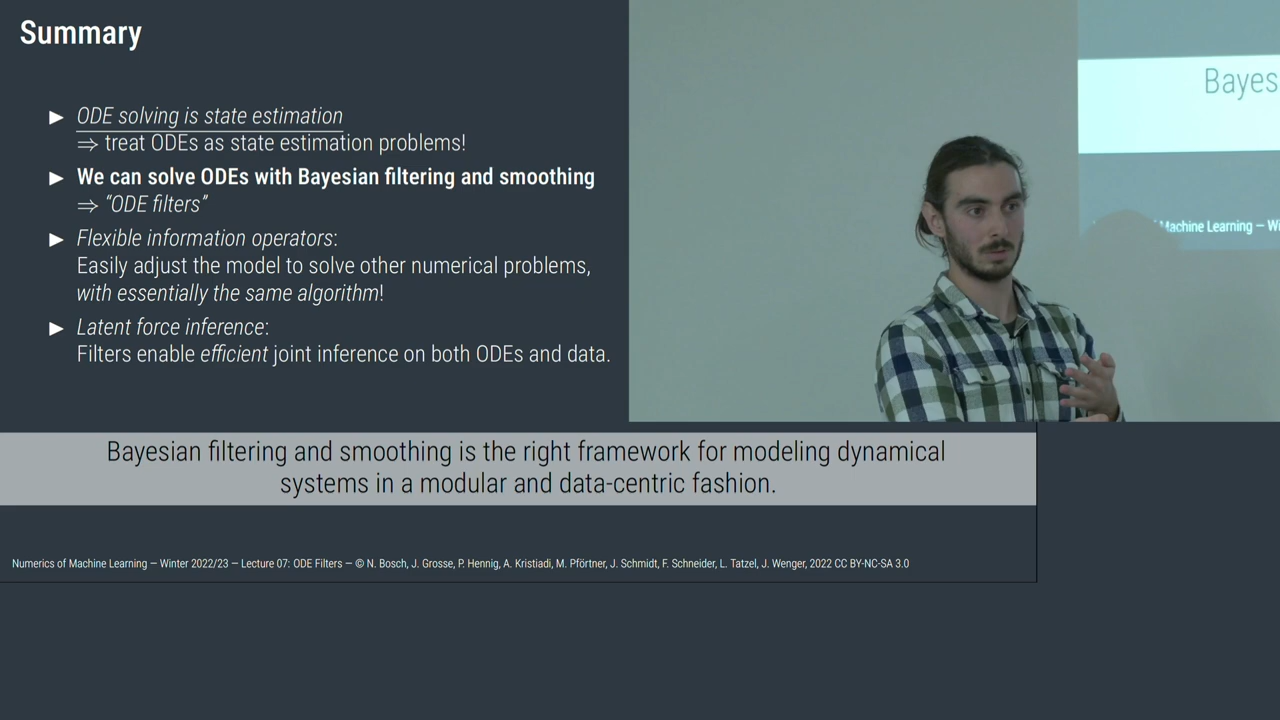 Summary
▶ ODE solving is state estimation
⇒ treat ODEs as state estimation problems!
▶ We can solve ODEs with Bayesian filtering and smoothing
⇒ “ODE filters”
▶ Flexible information operators:
Easily adjust the model to solve other numerical problems,
with essentially the same algorithm!
▶ Latent force inference:
Filters enable efficient joint inference on both ODEs and data.
Bayesian filtering and smoothing is the right framework for modeling dynamical
systems in a modular and data-centric fashion.
Numerics of Machine Learning — Winter 2022/23 — Lecture 07: ODE Filters — © N. Bosch, J. Grosse, P. Hennig, A. Kristiadi, M. Pförtner, J. Schmidt, F. Schneider, L. Tatzel, J. Wenger, 2022 CC BY-NC-SA 3.0
Bayes
Machine Learning — Wi